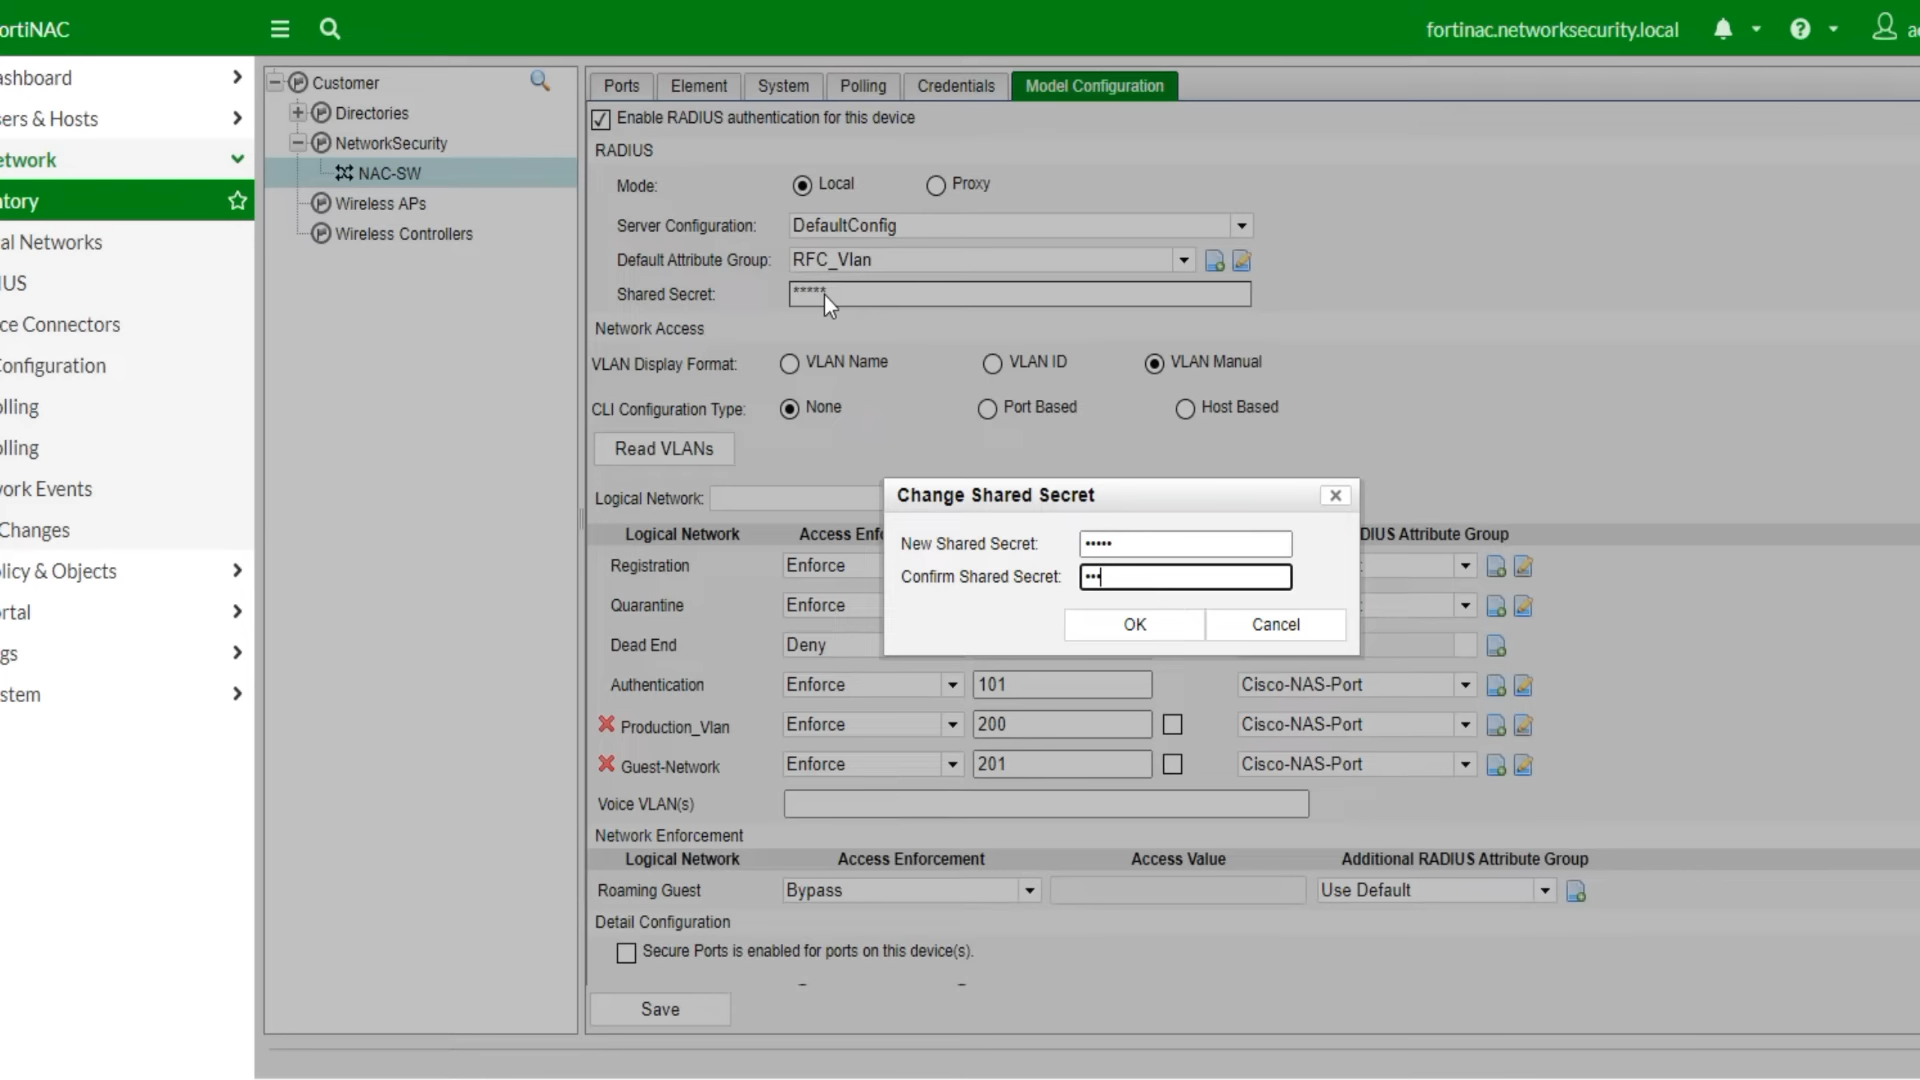 ortiNAC
fortinac.networksecurity.local
ashboard
sers & Hosts
etwork
ntory
al Networks
IUS
ce Connectors
onfiguration
lling
lling
ork Events
Changes
licy & Objects
ortal
gs
stem
Customer
Directories
NetworkSecurity
NAC-SW
Wireless APs
Wireless Controllers
Ports Element System Polling Credentials Model Configuration
Enable RADIUS authentication for this device
RADIUS
Mode: Local Proxy
Server Configuration: DefaultConfig
Default Attribute Group: RFC_Vlan
Shared Secret: *****
Network Access
VLAN Display Format: VLAN Name VLAN ID VLAN Manual
CLI Configuration Type: None Port Based Host Based
Read VLANs
Logical Network:
Logical Network Access Enf DIUS Attribute Group
Registration Enforce
Quarantine Enforce
Dead End Deny
Authentication Enforce 101 Cisco-NAS-Port
Production_Vlan Enforce 200 Cisco-NAS-Port
Guest-Network Enforce 201 Cisco-NAS-Port
Voice VLAN(s)
Network Enforcement
Logical Network Access Enforcement Access Value Additional RADIUS Attribute Group
Roaming Guest Bypass Use Default
Detail Configuration
Secure Ports is enabled for ports on this device(s).
Save
Change Shared Secret
New Shared Secret: •••••
Confirm Shared Secret: •••
OK Cancel